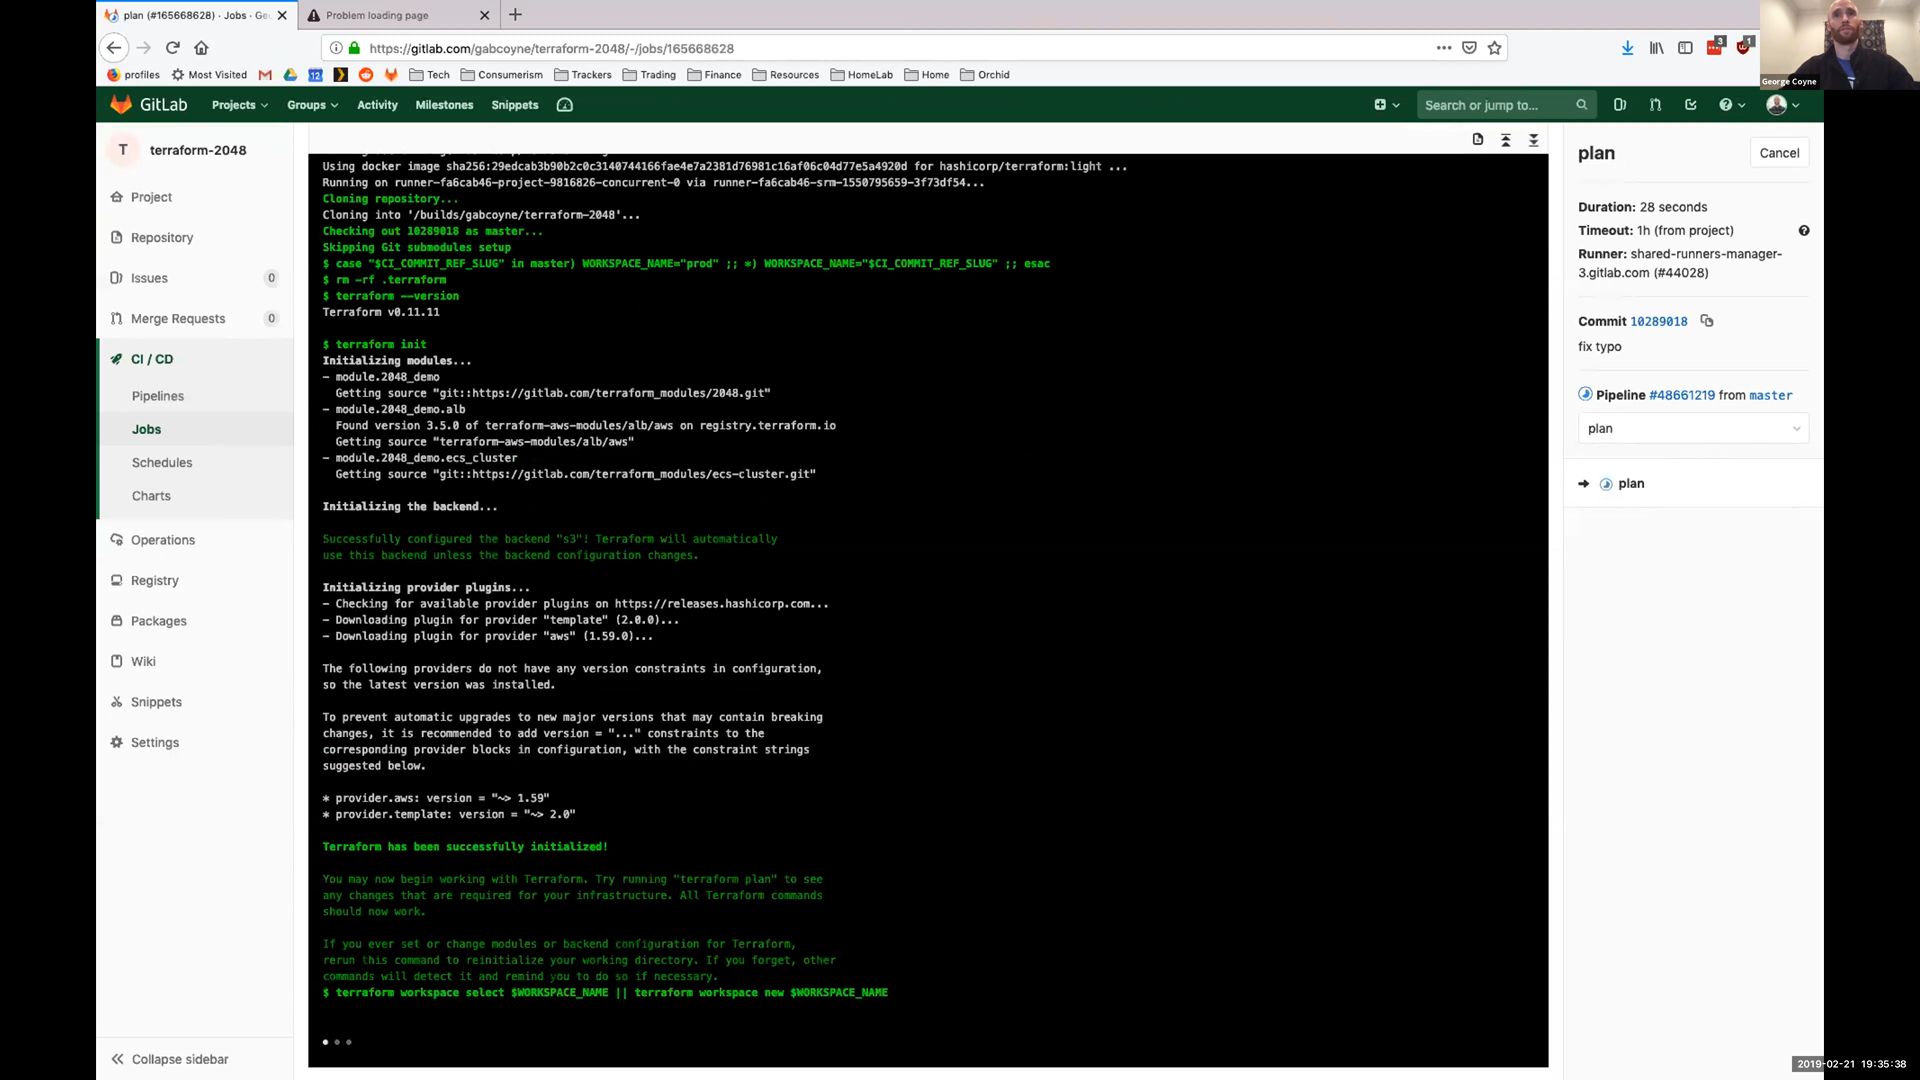 plan (#165668628) · Jobs · Ge
Problem loading page
https://gitlab.com/gabcoyne/terraform-2048/-/jobs/165668628
3
1
profiles
Most Visited
12
Tech
Consumerism
Trackers
Trading
Finance
Resources
HomeLab
Home
Orchid
George Coyne
GitLab
Projects
Groups
Activity
Milestones
Snippets
Search or jump to...
T
terraform-2048
Project
Repository
Issues
0
Merge Requests
0
CI / CD
Pipelines
Jobs
Schedules
Charts
Operations
Registry
Packages
Wiki
Snippets
Settings
Collapse sidebar
Using docker image sha256:29edcab3b90b2c0c3140744166fae4e7a2381d76981c16af06c04d77e5a4920d for hashicorp/terraform:light ...
Running on runner-fa6cab46-project-9816826-concurrent-0 via runner-fa6cab46-srm-1550795659-3f73df54...
Cloning repository...
Cloning into '/builds/gabcoyne/terraform-2048'...
Checking out 10289018 as master...
Skipping Git submodules setup
$ case "$CI_COMMIT_REF_SLUG" in master) WORKSPACE_NAME="prod" ;; *) WORKSPACE_NAME="$CI_COMMIT_REF_SLUG" ;; esac
$ rm -rf .terraform
$ terraform --version
Terraform v0.11.11
$ terraform init
Initializing modules...
- module.2048_demo
Getting source "git::https://gitlab.com/terraform_modules/2048.git"
- module.2048_demo.alb
Found version 3.5.0 of terraform-aws-modules/alb/aws on registry.terraform.io
Getting source "terraform-aws-modules/alb/aws"
- module.2048_demo.ecs_cluster
Getting source "git::https://gitlab.com/terraform_modules/ecs-cluster.git"
Initializing the backend...
Successfully configured the backend "s3"! Terraform will automatically
use this backend unless the backend configuration changes.
Initializing provider plugins...
- Checking for available provider plugins on https://releases.hashicorp.com...
- Downloading plugin for provider "template" (2.0.0)...
- Downloading plugin for provider "aws" (1.59.0)...
The following providers do not have any version constraints in configuration,
so the latest version was installed.
To prevent automatic upgrades to new major versions that may contain breaking
changes, it is recommended to add version = "..." constraints to the
corresponding provider blocks in configuration, with the constraint strings
suggested below.
* provider.aws: version = "~> 1.59"
* provider.template: version = "~> 2.0"
Terraform has been successfully initialized!
You may now begin working with Terraform. Try running "terraform plan" to see
any changes that are required for your infrastructure. All Terraform commands
should now work.
If you ever set or change modules or backend configuration for Terraform,
rerun this command to reinitialize your working directory. If you forget, other
commands will detect it and remind you to do so if necessary.
$ terraform workspace select $WORKSPACE_NAME || terraform workspace new $WORKSPACE_NAME
plan
Cancel
Duration: 28 seconds
Timeout: 1h (from project)
Runner: shared-runners-manager-
3.gitlab.com (#44028)
Commit 10289018
fix typo
Pipeline #48661219 from master
plan
plan
2019-02-21 19:35:38